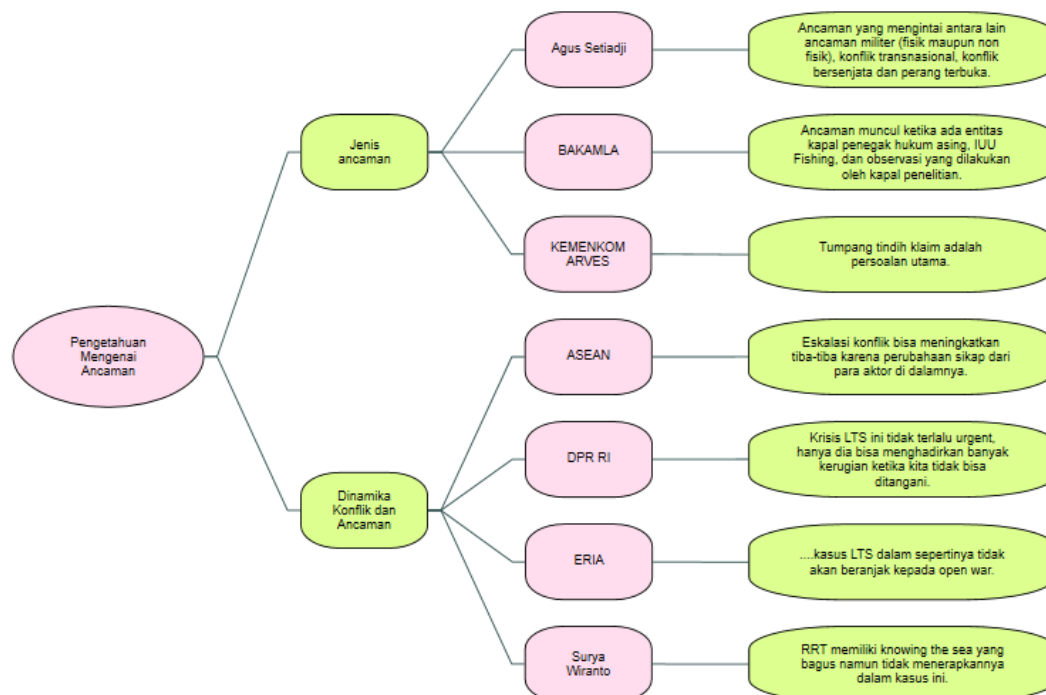 Agus Setiadji
Ancaman yang mengintai antara lain
ancaman militer (fisik maupun non
fisik), konflik transnasional, konflik
bersenjata dan perang terbuka.
Jenis
ancaman
BAKAMLA
Ancaman muncul ketika ada entitas
kapal penegak hukum asing, IUU
Fishing, dan observasi yang dilakukan
oleh kapal penelitian.
KEMENKOM
ARVES
Tumpang tindih klaim adalah
persoalan utama.
Pengetahuan
Mengenai
Ancaman
ASEAN
Eskalasi konflik bisa meningkatkan
tiba-tiba karena perubahaan sikap dari
para aktor di dalamnya.
Dinamika
Konflik dan
Ancaman
DPR RI
Krisis LTS ini tidak terlalu urgent,
hanya dia bisa menghadirkan banyak
kerugian ketika kita tidak bisa
ditangani.
ERIA
....kasus LTS dalam sepertinya tidak
akan beranjak kepada open war.
Surya
Wiranto
RRT memiliki knowing the sea yang
bagus namun tidak menerapkannya
dalam kasus ini.